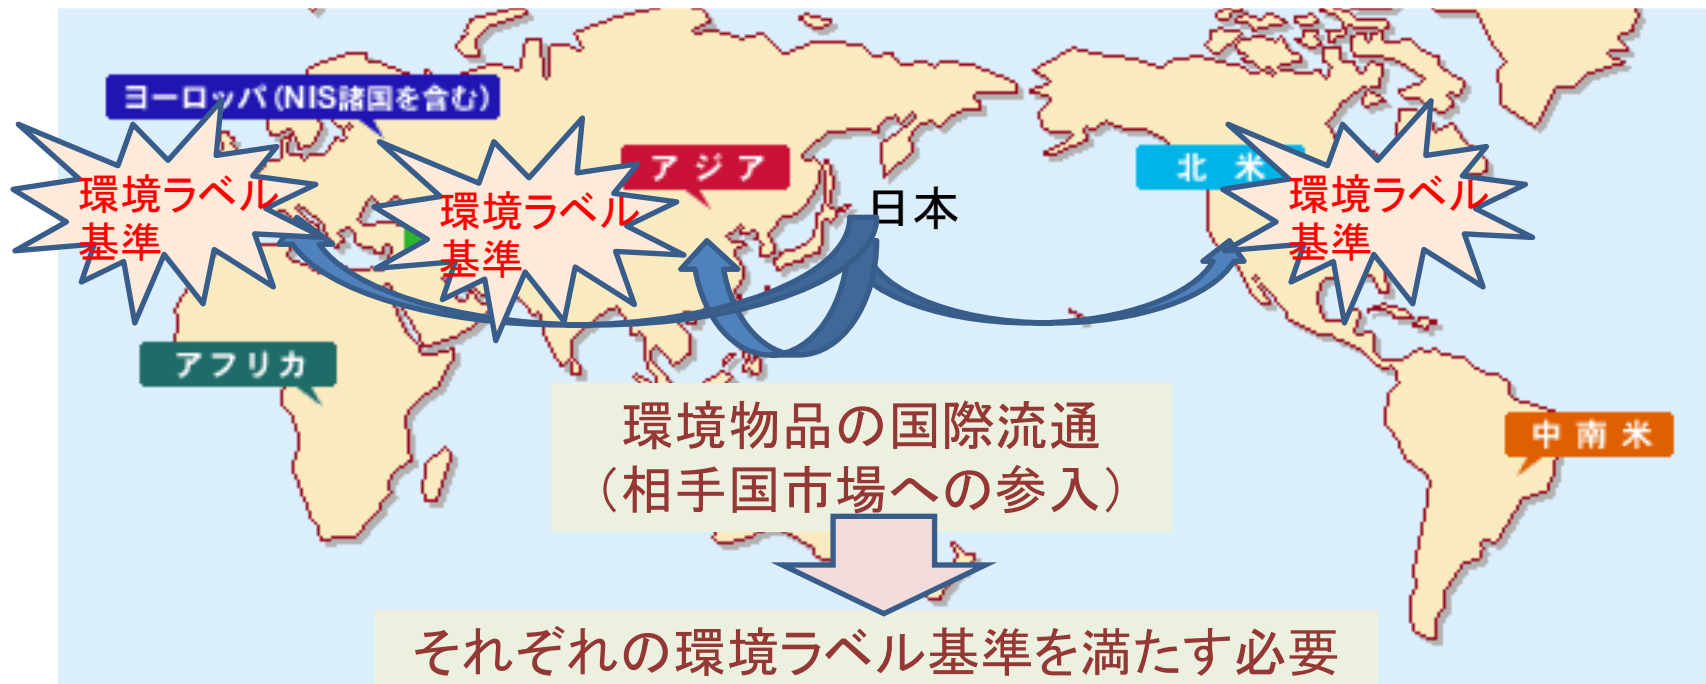 ヨーロッパ(NIS諸国を含む)
アジア
北米
日本
環境ラベル
基準
環境ラベル
基準
環境ラベル
基準
アフリカ
中南米
環境物品の国際流通
（相手国市場への参入）
それぞれの環境ラベル基準を満たす必要